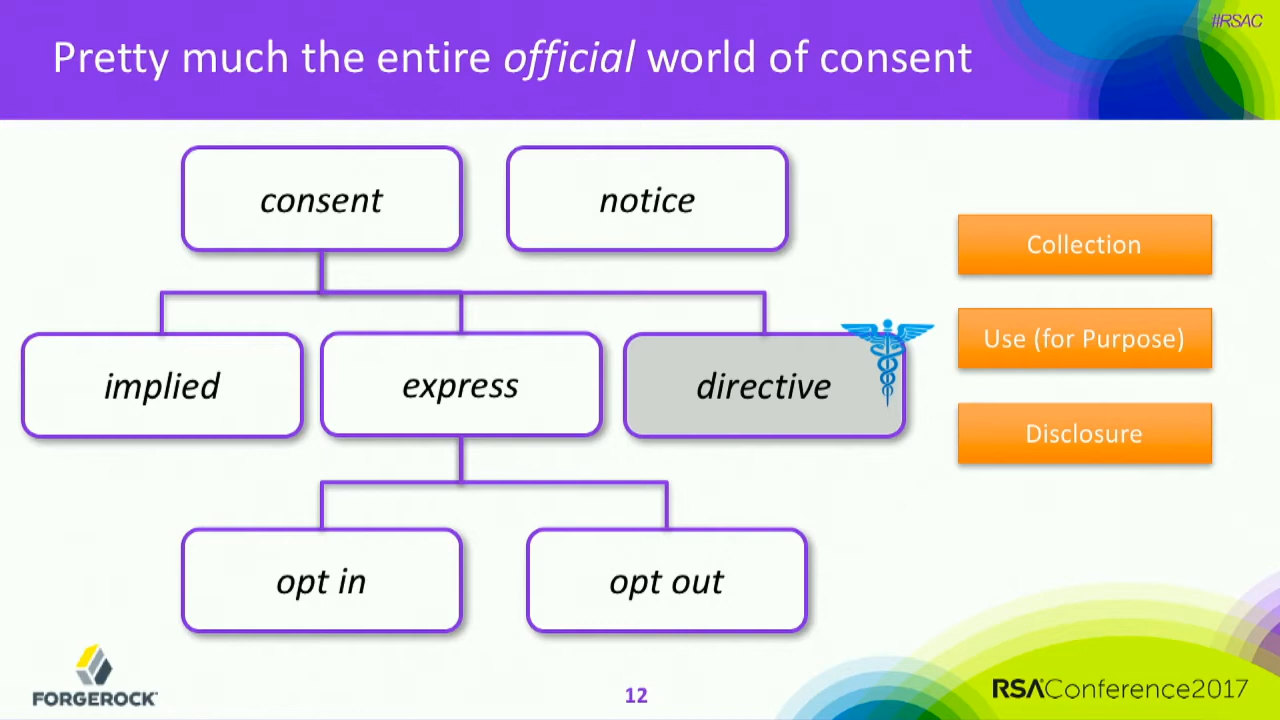 #RSAC
Pretty much the entire official world of consent
consent
notice
Collection
implied
express
directive
Use (for Purpose)
Disclosure
opt in
opt out
FORGEROCK
12
RSAConference2017